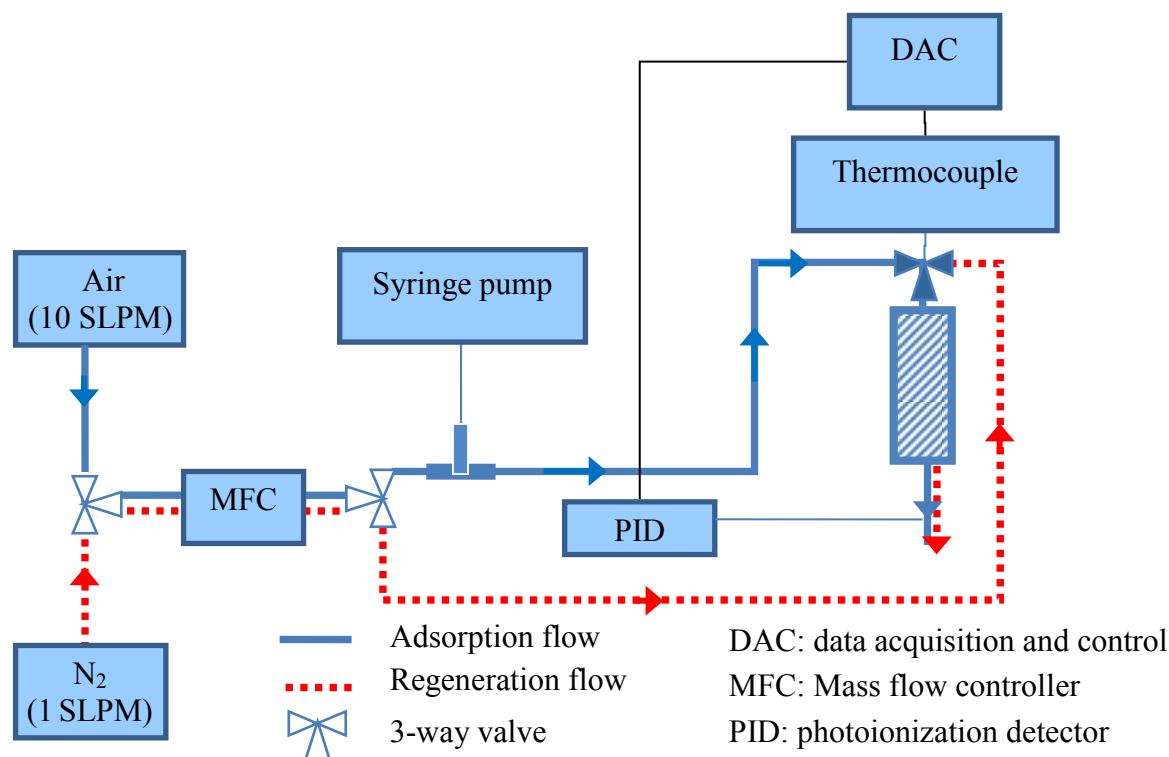 DAC
Thermocouple
Air
(10 SLPM)
Syringe pump
MFC
PID
N₂
(1 SLPM)
Adsorption flow
Regeneration flow
3-way valve
DAC: data acquisition and control
MFC: Mass flow controller
PID: photoionization detector